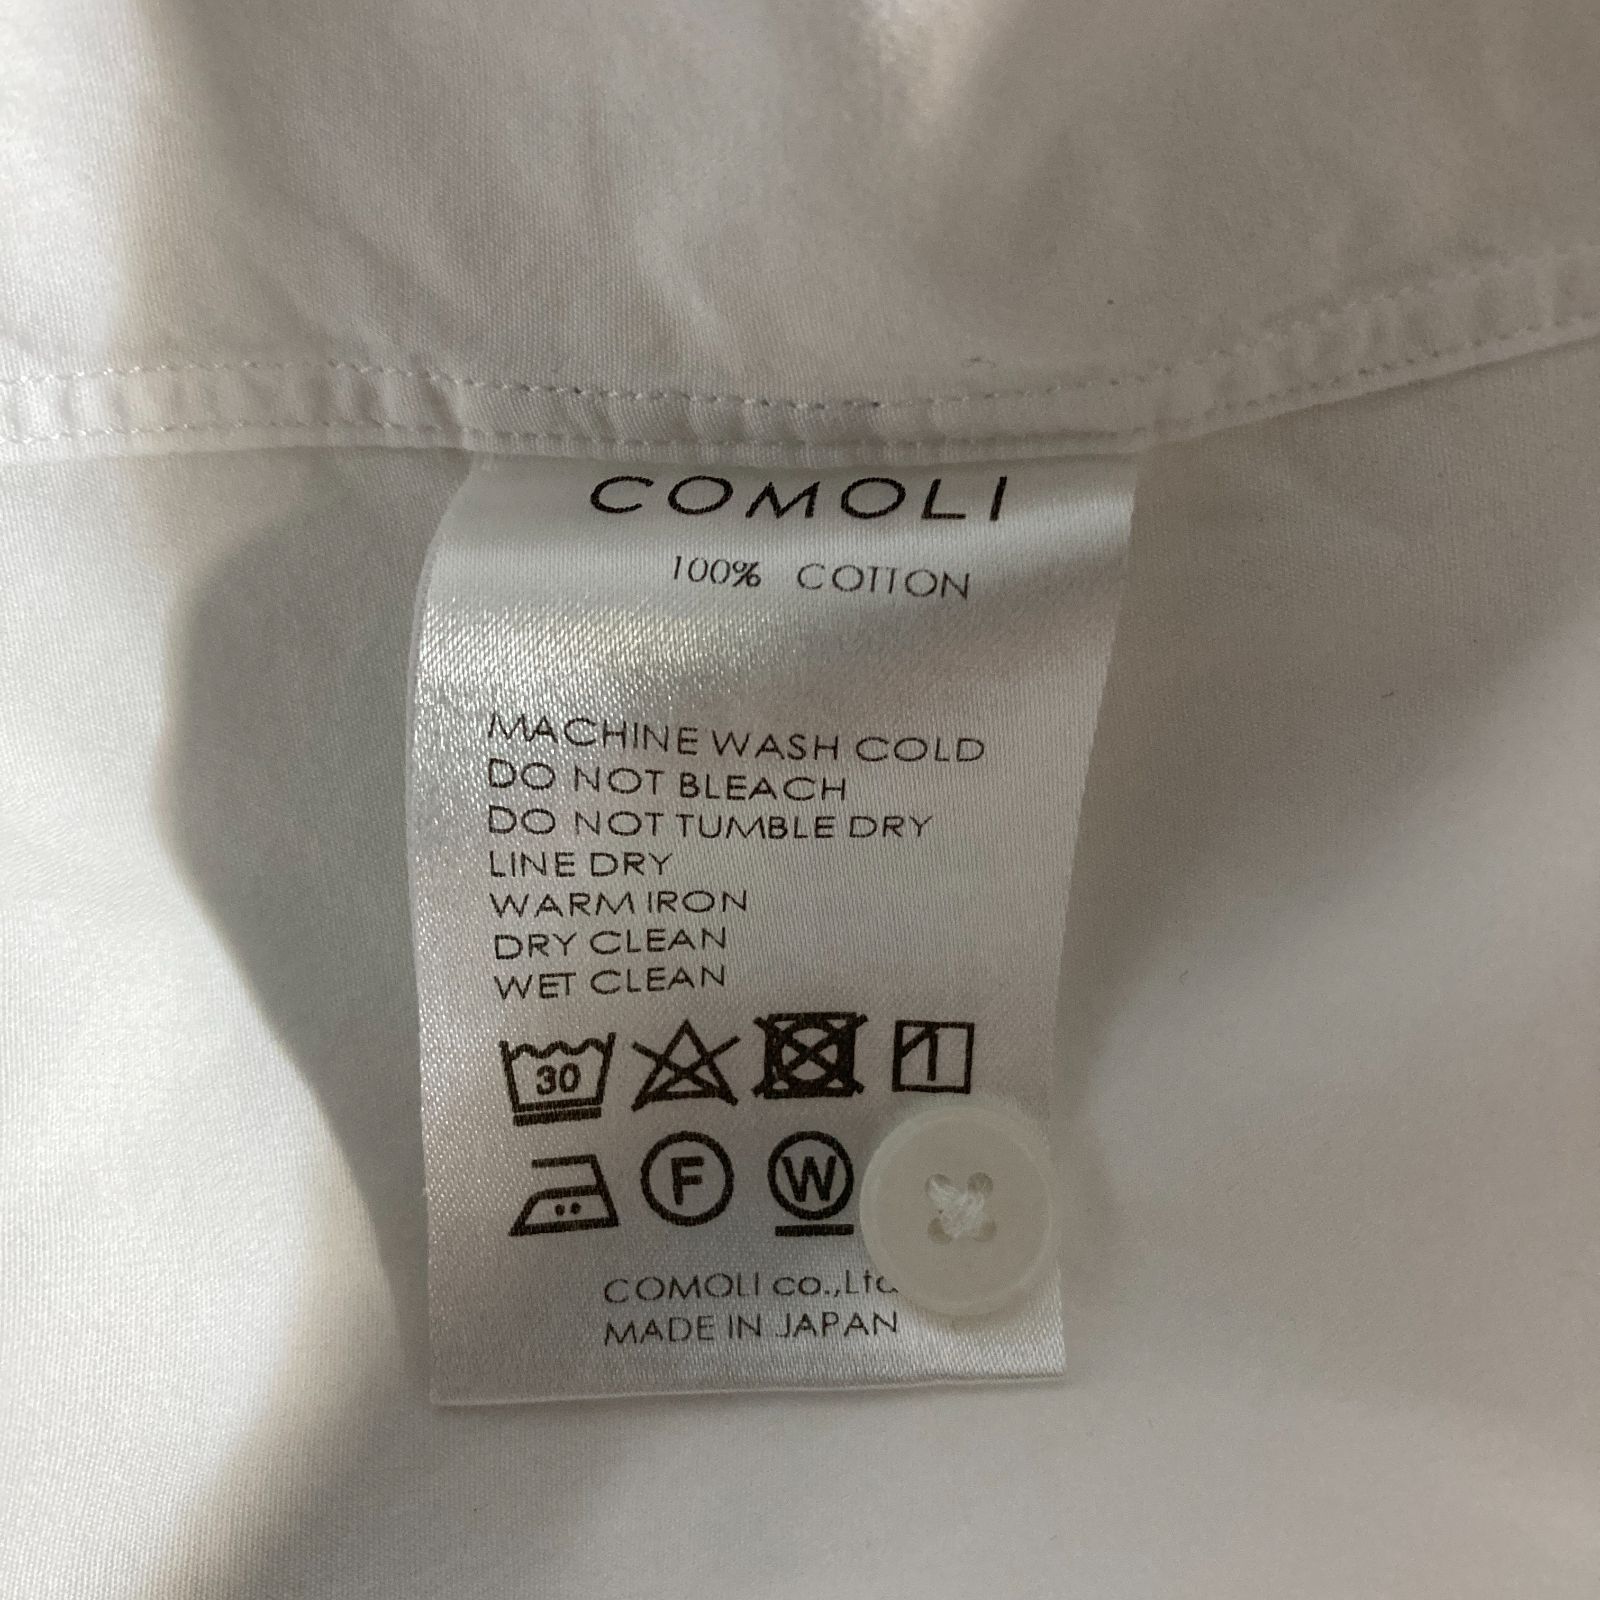 COMOLI
100% COTTON
MACHINE WASH COLD
DO NOT BLEACH
DO NOT TUMBLE DRY
LINE DRY
WARM IRON
DRY CLEAN
WET CLEAN
30
F W
COMOLI co.,Ltd.
MADE IN JAPAN